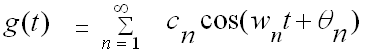 g(t) = ∞ Σ n = 1 c_n cos(w_n t + θ_n)